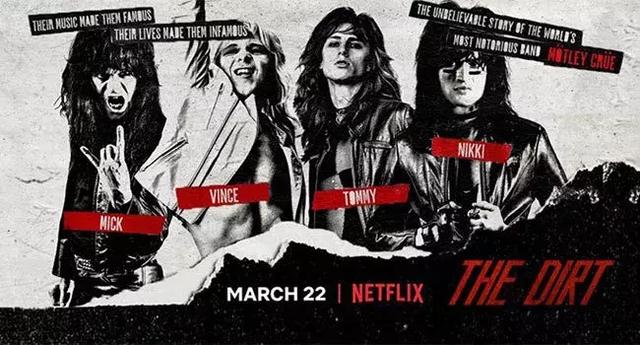 THEIR MUSIC MADE THEM FAMOUS
THEIR LIVES MADE THEM INFAMOUS
THE UNBELIEVABLE STORY OF THE WORLD'S
MOST NOTORIOUS BAND MÖTLEY CRÜE
MICK
VINCE
TOMMY
NIKKI
MARCH 22 | NETFLIX
THE DIRT